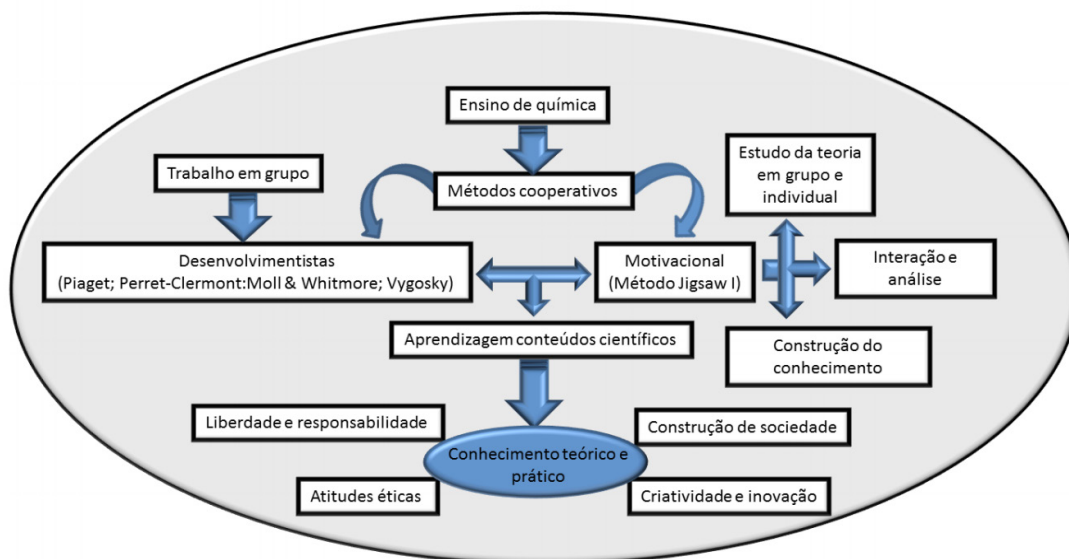 Ensino de química
Trabalho em grupo
Métodos cooperativos
Estudo da teoria
em grupo e
individual
Desenvolvimentistas
(Piaget; Perret-Clermont:Moll & Whitmore; Vygosky)
Motivacional
(Método Jigsaw I)
Interação e
análise
Aprendizagem conteúdos científicos
Construção do
conhecimento
Liberdade e responsabilidade
Construção de sociedade
Conhecimento teórico e
prático
Atitudes éticas
Criatividade e inovação